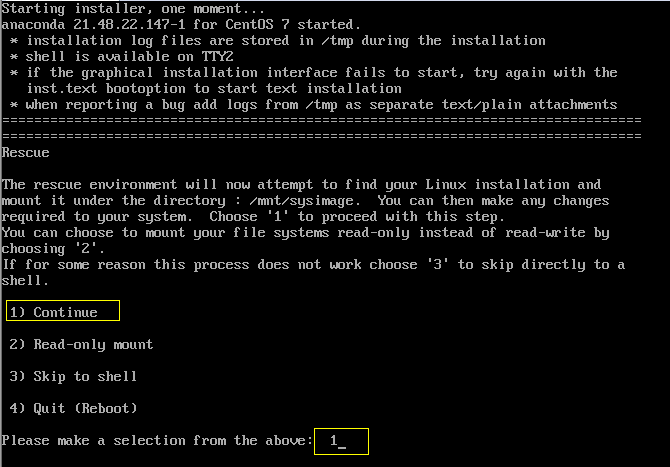 Starting installer, one moment...
anaconda 21.48.22.147-1 for CentOS 7 started.
* installation log files are stored in /tmp during the installation
* shell is available on TTY2
* if the graphical installation interface fails to start, try again with the
inst.text bootoption to start text installation
* when reporting a bug add logs from /tmp as separate text/plain attachments
================================================================================
================================================================================
Rescue
The rescue environment will now attempt to find your Linux installation and
mount it under the directory : /mnt/sysimage.  You can then make any changes
required to your system.  Choose '1' to proceed with this step.
You can choose to mount your file systems read-only instead of read-write by
choosing '2'.
If for some reason this process does not work choose '3' to skip directly to a
shell.
1) Continue
2) Read-only mount
3) Skip to shell
4) Quit (Reboot)
Please make a selection from the above:  1_